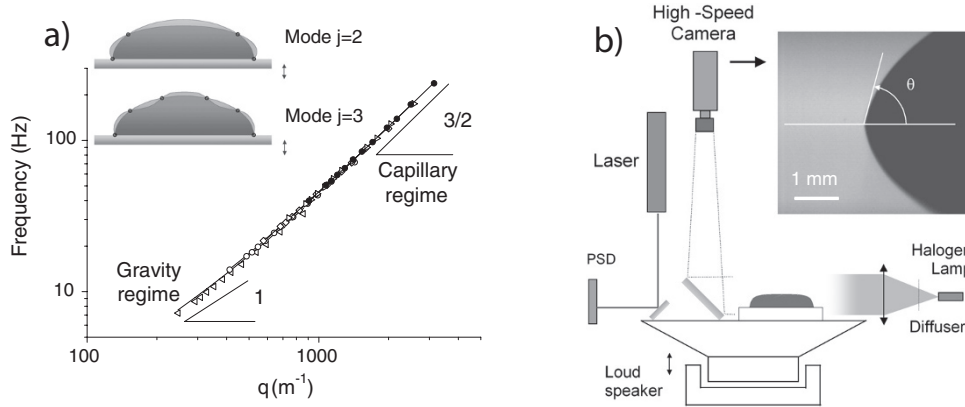 a)
Mode j=2
Mode j=3
Frequency (Hz)
100
10
Gravity
regime
1
3/2
Capillary
regime
100
1000
q (m⁻¹)
b)
High -Speed
Camera
Laser
PSD
θ
1 mm
Halogen
Lamp
Diffuser
Loud
speaker